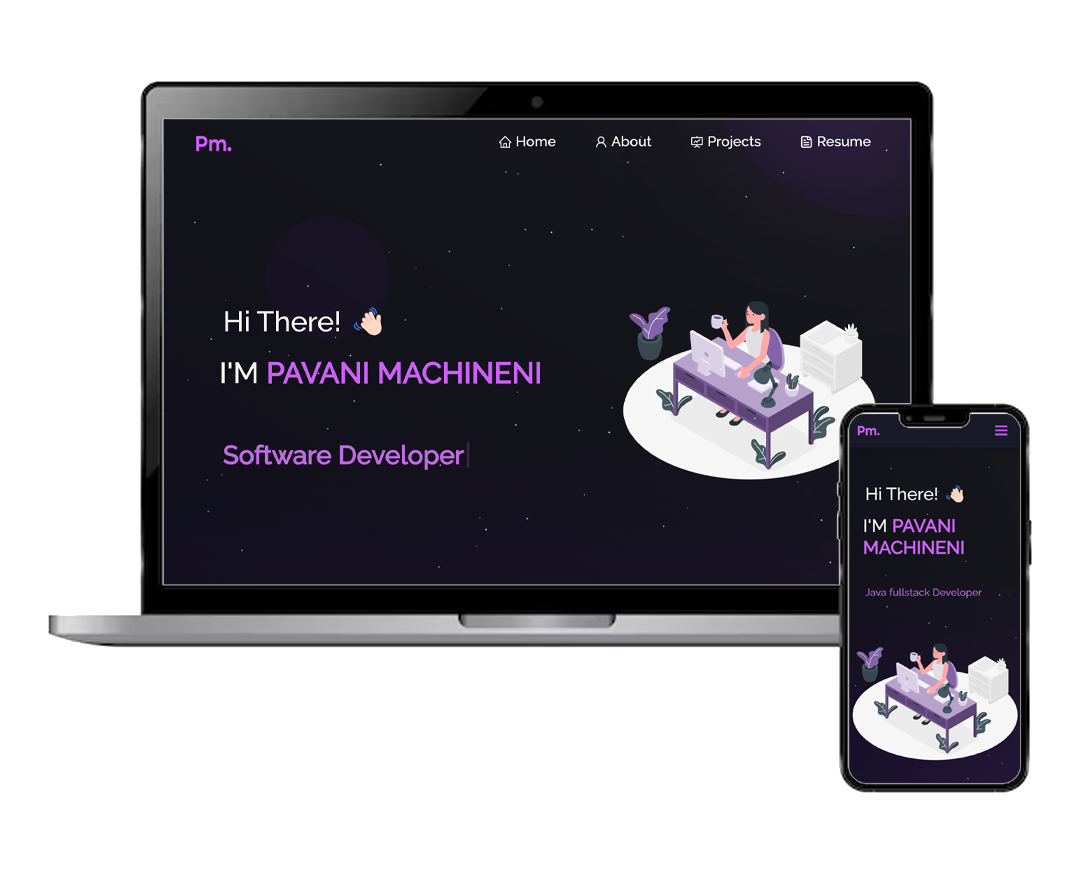 Pm.
Home About Projects Resume
Hi There!
I'M PAVANI MACHINENI
Software Developer
Pm.
Hi There!
I'M PAVANI
MACHINENI
Java fullstack Developer